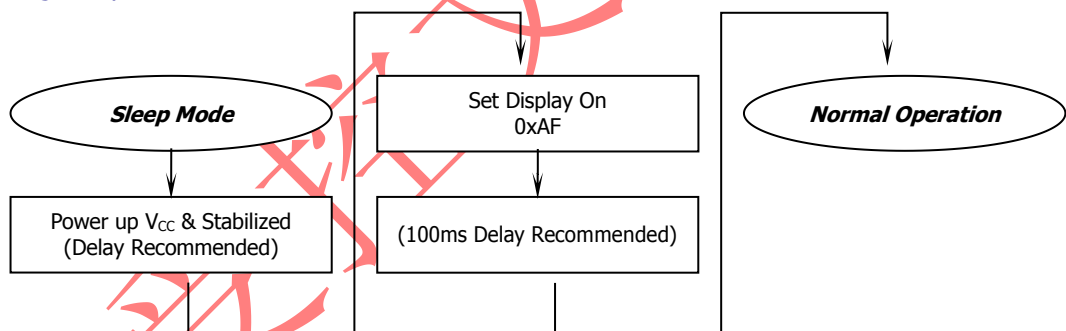 Sleep Mode
Power up VCC & Stabilized
(Delay Recommended)
Set Display On
0xAF
(100ms Delay Recommended)
Normal Operation